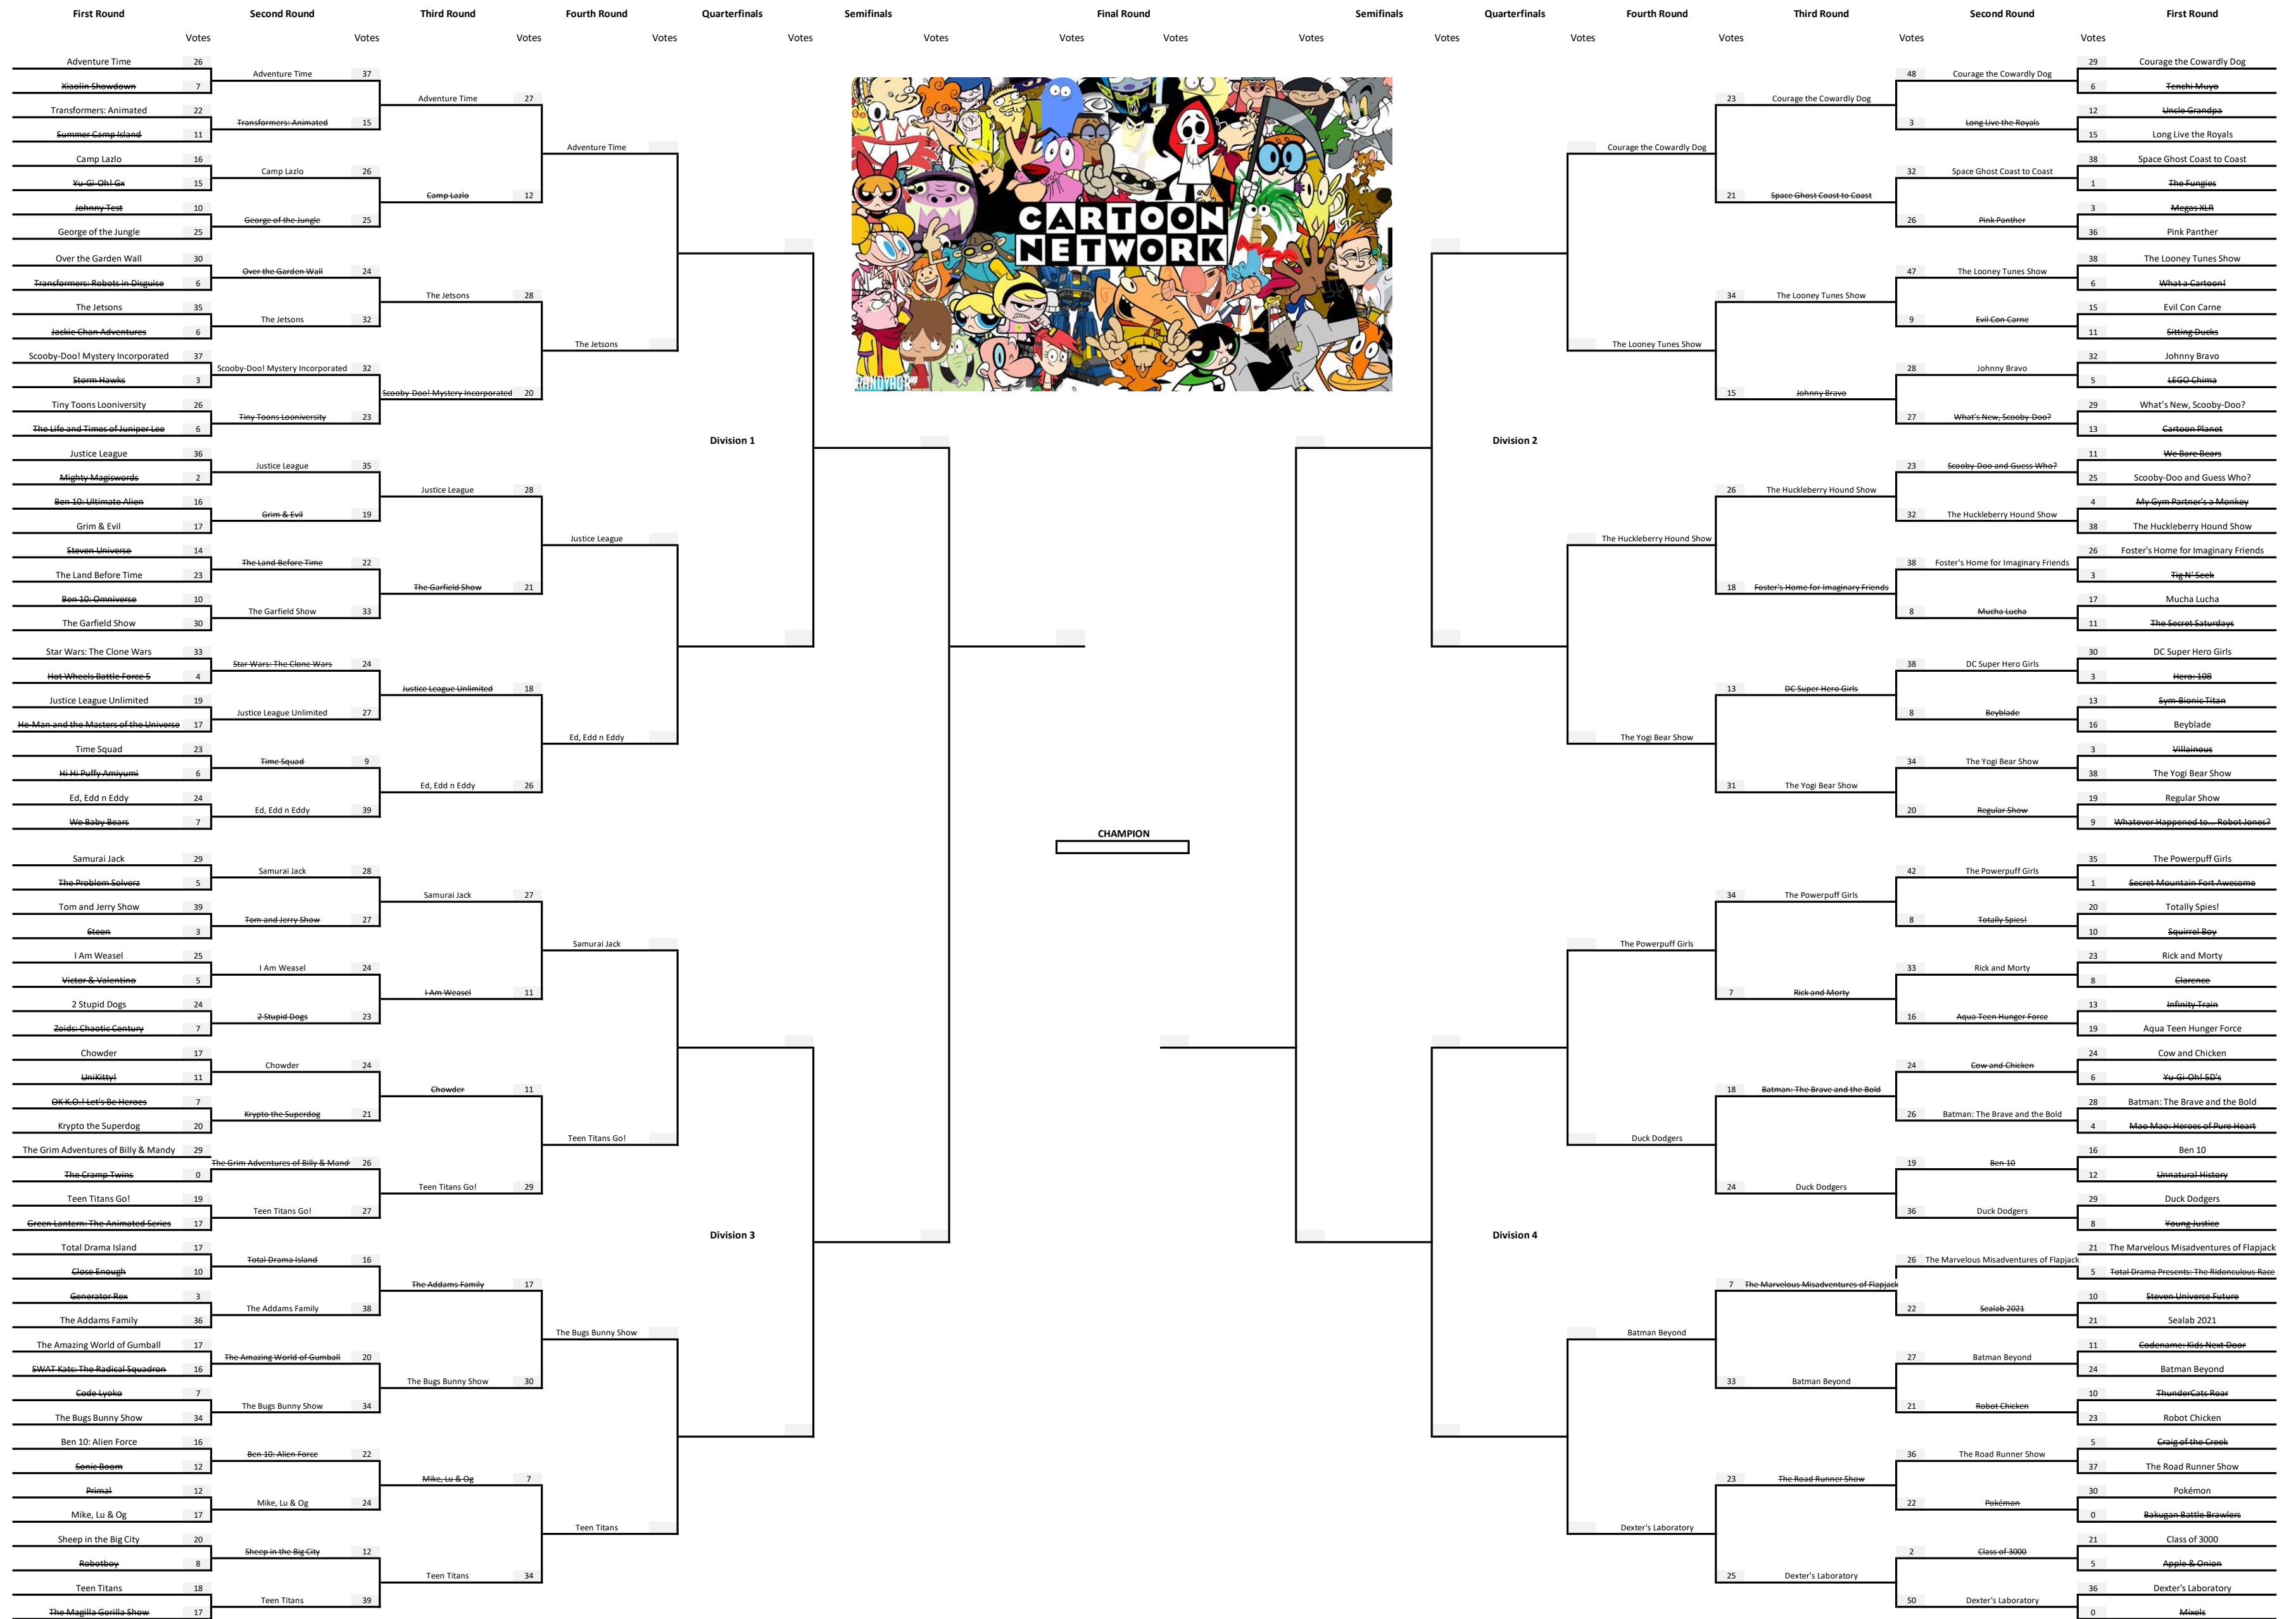 First Round Second Round Third Round Fourth Round Quarterfinals Semifinals Final Round Semifinals Quarterfinals Fourth Round Third Round Second Round First Round
Votes Votes Votes Votes Votes Votes Votes Votes Votes Votes Votes Votes Votes Votes
Adventure Time 26
Xiaolin Showdown 7
Transformers: Animated 22
Summer Camp Island 11
Camp Lazlo 16
Yu-Gi-Oh! Gx 15
Johnny Test 10
George of the Jungle 25
Over the Garden Wall 30
Transformers: Robots in Disguise 6
The Jetsons 35
Jackie Chan Adventures 6
Scooby-Doo! Mystery Incorporated 37
Storm Hawks 3
Tiny Toons Looniversity 26
The Life and Times of Juniper Lee 6
Justice League 36
Mighty Magiswords 2
Ben 10: Ultimate Alien 16
Grim & Evil 17
Steven Universe 14
The Land Before Time 23
Ben 10: Omniverse 10
The Garfield Show 30
Star Wars: The Clone Wars 33
Hot Wheels Battle Force 5 4
Justice League Unlimited 19
He-Man and the Masters of the Universe 17
Time Squad 23
Hi Hi Puffy Amiyumi 6
Ed, Edd n Eddy 24
We Baby Bears 7
Samurai Jack 29
The Problem Solverz 5
Tom and Jerry Show 39
6teen 3
I Am Weasel 25
Victor & Valentino 5
2 Stupid Dogs 24
Zoids: Chaotic Century 7
Chowder 17
UniKitty! 11
OK K.O.! Let's Be Heroes 7
Krypto the Superdog 20
The Grim Adventures of Billy & Mandy 29
The Cramp Twins 0
Teen Titans Go! 19
Green Lantern: The Animated Series 17
Total Drama Island 17
Close Enough 10
Generator Rex 3
The Addams Family 36
The Amazing World of Gumball 17
SWAT Kats: The Radical Squadron 16
Code Lyoko 7
The Bugs Bunny Show 34
Ben 10: Alien Force 16
Sonic Boom 12
Primal 12
Mike, Lu & Og 17
Sheep in the Big City 20
Robotboy 8
Teen Titans 18
The Magilla Gorilla Show 17
Adventure Time 37
Transformers: Animated 15
Camp Lazlo 26
George of the Jungle 25
Over the Garden Wall 24
The Jetsons 32
Scooby-Doo! Mystery Incorporated 32
Tiny Toons Looniversity 23
Justice League 35
Grim & Evil 19
The Land Before Time 22
The Garfield Show 33
Star Wars: The Clone Wars 24
Justice League Unlimited 27
Time Squad 9
Ed, Edd n Eddy 39
Samurai Jack 28
Tom and Jerry Show 27
I Am Weasel 24
2 Stupid Dogs 23
Chowder 24
Krypto the Superdog 21
The Grim Adventures of Billy & Mand 26
Teen Titans Go! 27
Total Drama Island 16
The Addams Family 38
The Amazing World of Gumball 20
The Bugs Bunny Show 34
Ben 10: Alien Force 22
Mike, Lu & Og 24
Sheep in the Big City 12
Teen Titans 39
Adventure Time 27
Camp Lazlo 12
The Jetsons 28
Scooby-Doo! Mystery Incorporated 20
Justice League 28
The Garfield Show 21
Justice League Unlimited 18
Ed, Edd n Eddy 26
Samurai Jack 27
I Am Weasel 11
Chowder 11
Teen Titans Go! 29
The Addams Family 17
The Bugs Bunny Show 30
Mike, Lu & Og 7
Teen Titans 34
Adventure Time
The Jetsons
Justice League
Ed, Edd n Eddy
Samurai Jack
Teen Titans Go!
The Bugs Bunny Show
Teen Titans
Division 1
Division 3
CARTOON
NETWORK
CHAMPION
Division 2
Division 4
Courage the Cowardly Dog
The Looney Tunes Show
The Huckleberry Hound Show
The Yogi Bear Show
The Powerpuff Girls
Duck Dodgers
Batman Beyond
Dexter's Laboratory
23 Courage the Cowardly Dog
21 Space Ghost Coast to Coast
34 The Looney Tunes Show
15 Johnny Bravo
26 The Huckleberry Hound Show
18 Foster's Home for Imaginary Friends
13 DC Super Hero Girls
31 The Yogi Bear Show
34 The Powerpuff Girls
7 Rick and Morty
18 Batman: The Brave and the Bold
24 Duck Dodgers
7 The Marvelous Misadventures of Flapjack
33 Batman Beyond
23 The Road Runner Show
25 Dexter's Laboratory
48 Courage the Cowardly Dog
3 Long Live the Royals
32 Space Ghost Coast to Coast
26 Pink Panther
47 The Looney Tunes Show
9 Evil Con Carne
28 Johnny Bravo
27 What's New, Scooby-Doo?
23 Scooby-Doo and Guess Who?
32 The Huckleberry Hound Show
38 Foster's Home for Imaginary Friends
8 Mucha Lucha
38 DC Super Hero Girls
8 Beyblade
34 The Yogi Bear Show
20 Regular Show
42 The Powerpuff Girls
8 Totally Spies!
33 Rick and Morty
16 Aqua Teen Hunger Force
24 Cow and Chicken
26 Batman: The Brave and the Bold
19 Ben 10
36 Duck Dodgers
26 The Marvelous Misadventures of Flapjack
22 Sealab 2021
27 Batman Beyond
21 Robot Chicken
36 The Road Runner Show
22 Pokémon
2 Class of 3000
50 Dexter's Laboratory
29 Courage the Cowardly Dog
6 Tenchi Muyo
12 Uncle Grandpa
15 Long Live the Royals
38 Space Ghost Coast to Coast
1 The Fungies
3 Megas XLR
36 Pink Panther
38 The Looney Tunes Show
6 What a Cartoon!
15 Evil Con Carne
11 Sitting Ducks
32 Johnny Bravo
5 LEGO Chima
29 What's New, Scooby-Doo?
13 Cartoon Planet
11 We Bare Bears
25 Scooby-Doo and Guess Who?
4 My Gym Partner's a Monkey
38 The Huckleberry Hound Show
26 Foster's Home for Imaginary Friends
3 Tig N' Seek
17 Mucha Lucha
11 The Secret Saturdays
30 DC Super Hero Girls
3 Hero: 108
13 Sym-Bionic Titan
16 Beyblade
3 Villainous
38 The Yogi Bear Show
19 Regular Show
9 Whatever Happened to... Robot Jones?
35 The Powerpuff Girls
1 Secret Mountain Fort Awesome
20 Totally Spies!
10 Squirrel Boy
23 Rick and Morty
8 Clarence
13 Infinity Train
19 Aqua Teen Hunger Force
24 Cow and Chicken
6 Yu-Gi-Oh! 5D's
28 Batman: The Brave and the Bold
4 Mao Mao: Heroes of Pure Heart
16 Ben 10
12 Unnatural History
29 Duck Dodgers
8 Young Justice
21 The Marvelous Misadventures of Flapjack
5 Total Drama Presents: The Ridonculous Race
10 Steven Universe Future
21 Sealab 2021
11 Codename: Kids Next Door
24 Batman Beyond
10 ThunderCats Roar
23 Robot Chicken
5 Craig of the Creek
37 The Road Runner Show
30 Pokémon
0 Bakugan Battle Brawlers
21 Class of 3000
5 Apple & Onion
36 Dexter's Laboratory
0 Mixels